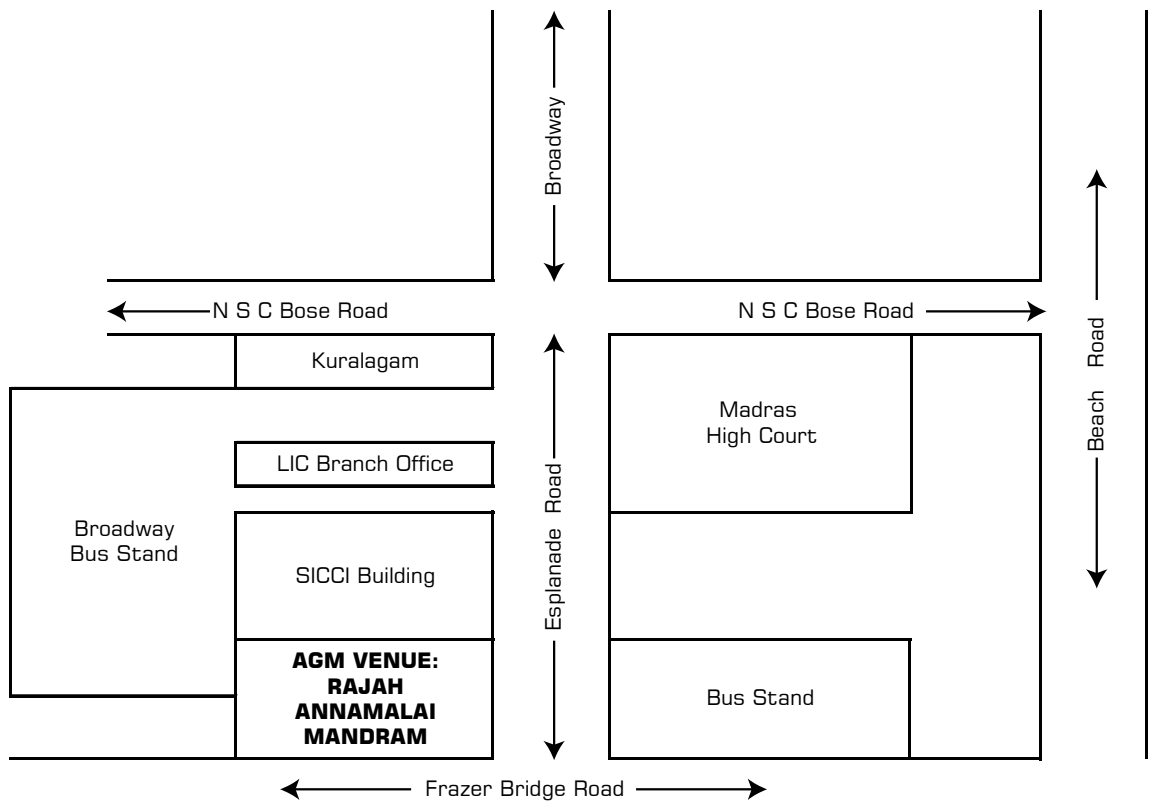 Broadway
N S C Bose Road
N S C Bose Road
Kuralagam
Madras
High Court
Beach Road
LIC Branch Office
Broadway
Bus Stand
SICCI Building
Esplanade Road
AGM VENUE:
RAJAH
ANNAMALAI
MANDRAM
Bus Stand
Frazer Bridge Road